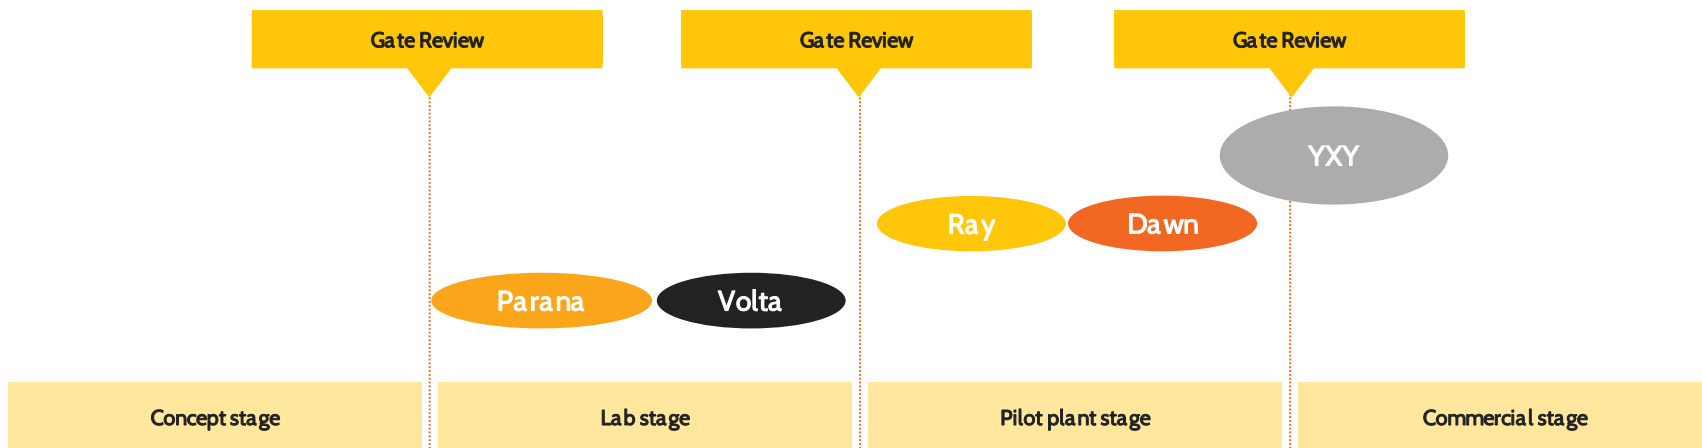 Gate Review
Gate Review
Gate Review
YXY
Ray
Dawn
Parana
Volta
Concept stage
Lab stage
Pilot plant stage
Commercial stage